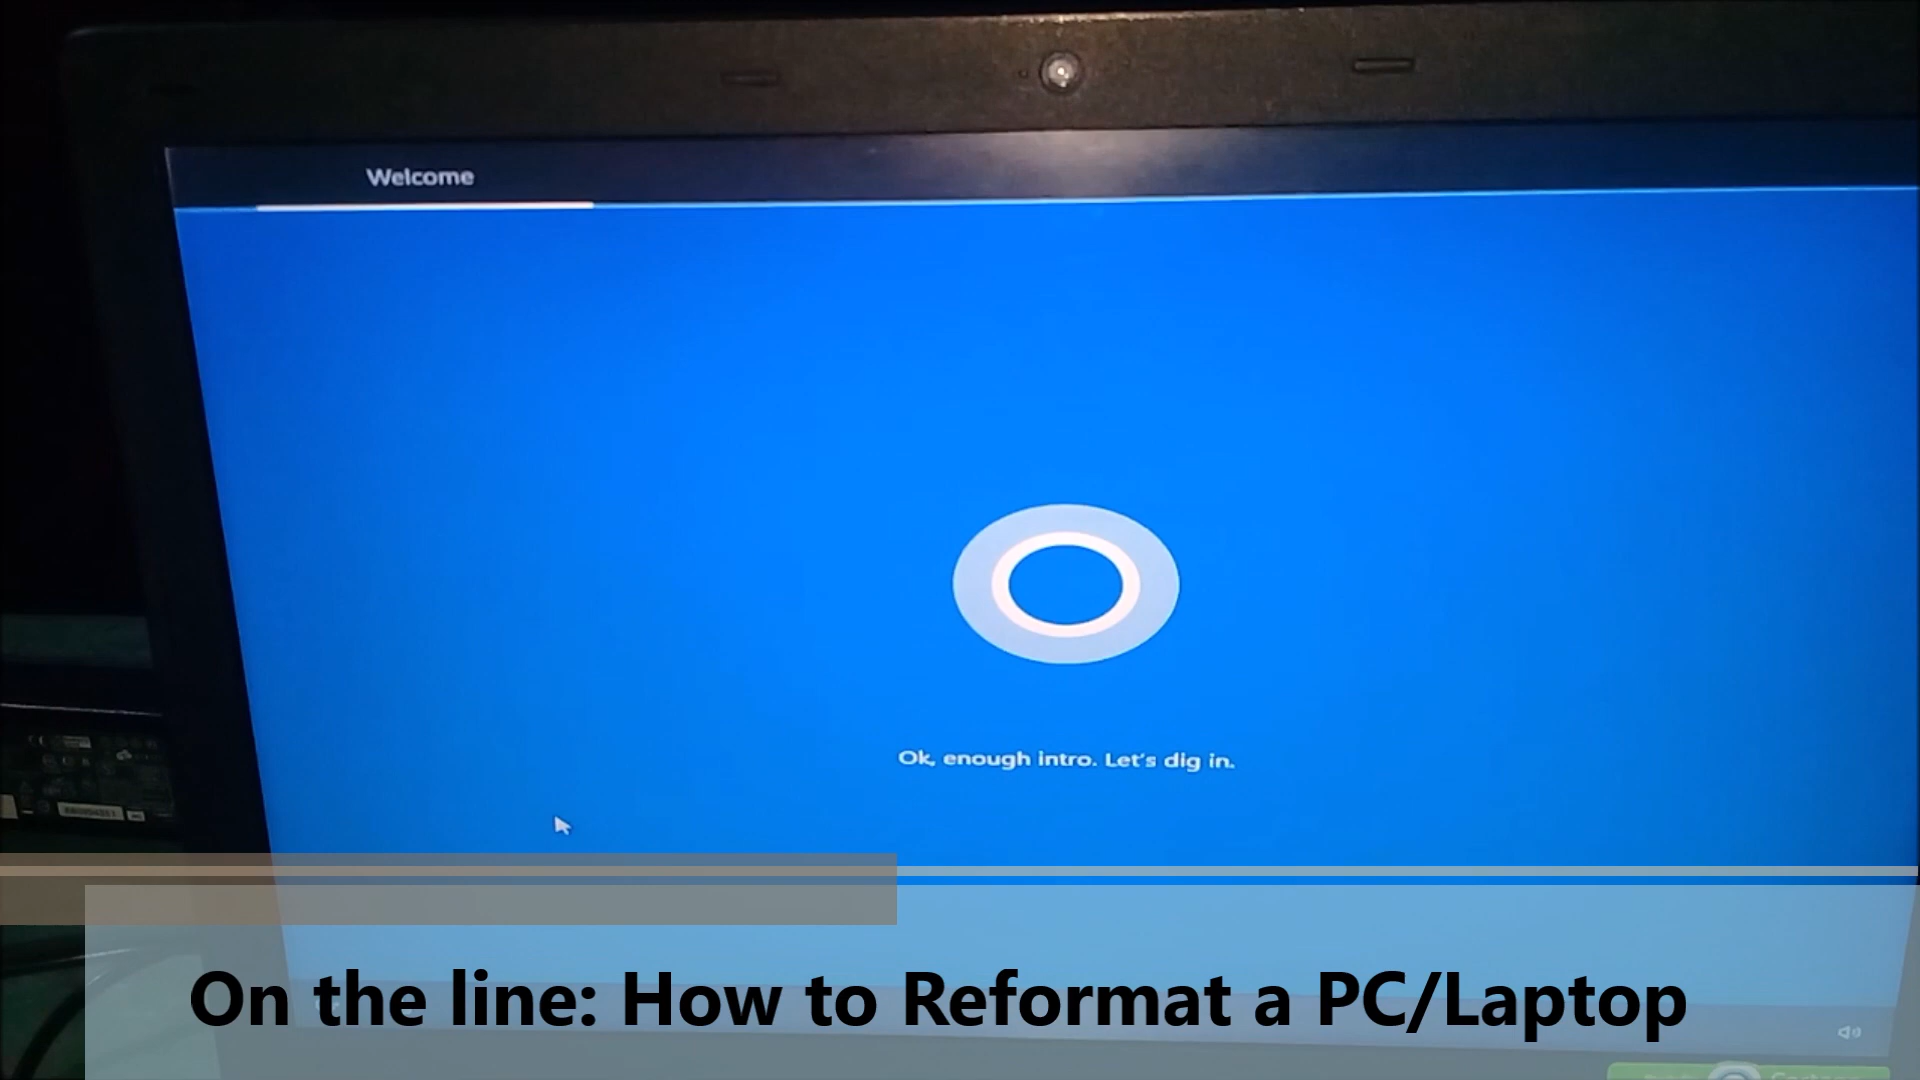 Welcome
Ok, enough intro. Let's dig in.
On the line: How to Reformat a PC/Laptop